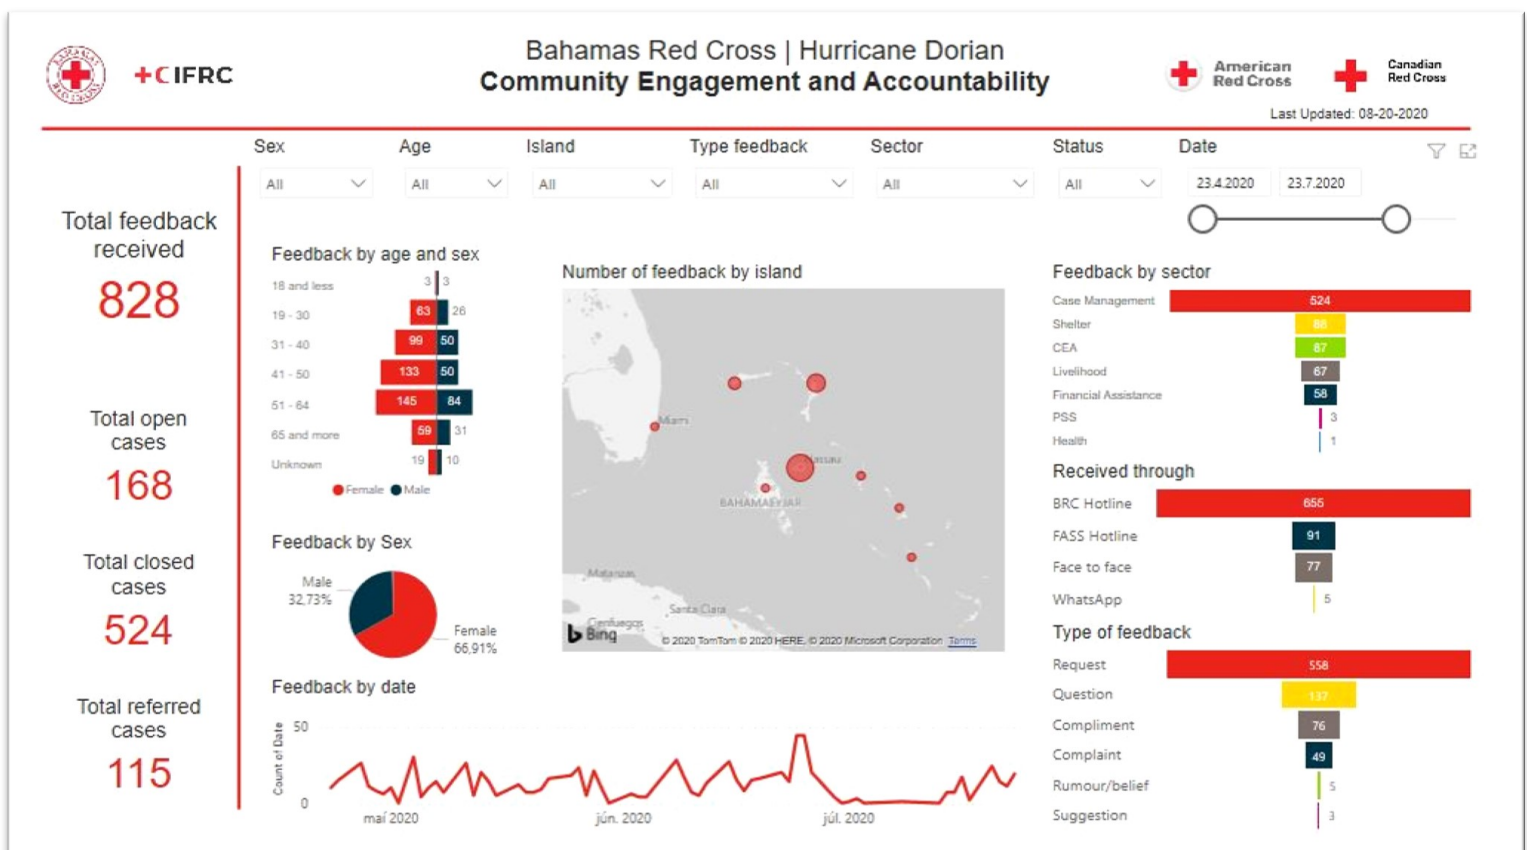 Bahamas Red Cross | Hurricane Dorian
Community Engagement and Accountability
IFRC
American
Red Cross
Canadian
Red Cross
Last Updated: 08-20-2020
Sex
Age
Island
Type feedback
Sector
Status
Date
All
All
All
All
All
All
23.4.2020
23.7.2020
Total feedback
received
828
Total open
cases
168
Total closed
cases
524
Total referred
cases
115
Feedback by age and sex
18 and less 3 3
19 - 30 63 26
31 - 40 99 50
41 - 50 133 50
51 - 64 145 84
65 and more 59 31
Unknown 19 10
Female Male
Feedback by Sex
Male
32,73%
Female
66,91%
Number of feedback by island
Miami
BAHAMAEYJAR
Matanzas
Santa Clara
Cienfuegos
Bing
© 2020 TomTom © 2020 HERE, © 2020 Microsoft Corporation Terms
Feedback by date
Count of Date
50
0
maí 2020
jún. 2020
júl. 2020
Feedback by sector
Case Management 524
Shelter 88
CEA 87
Livelihood 67
Financial Assistance 58
PSS 3
Health 1
Received through
BRC Hotline 655
FASS Hotline 91
Face to face 77
WhatsApp 5
Type of feedback
Request 558
Question 137
Compliment 76
Complaint 49
Rumour/belief 5
Suggestion 3